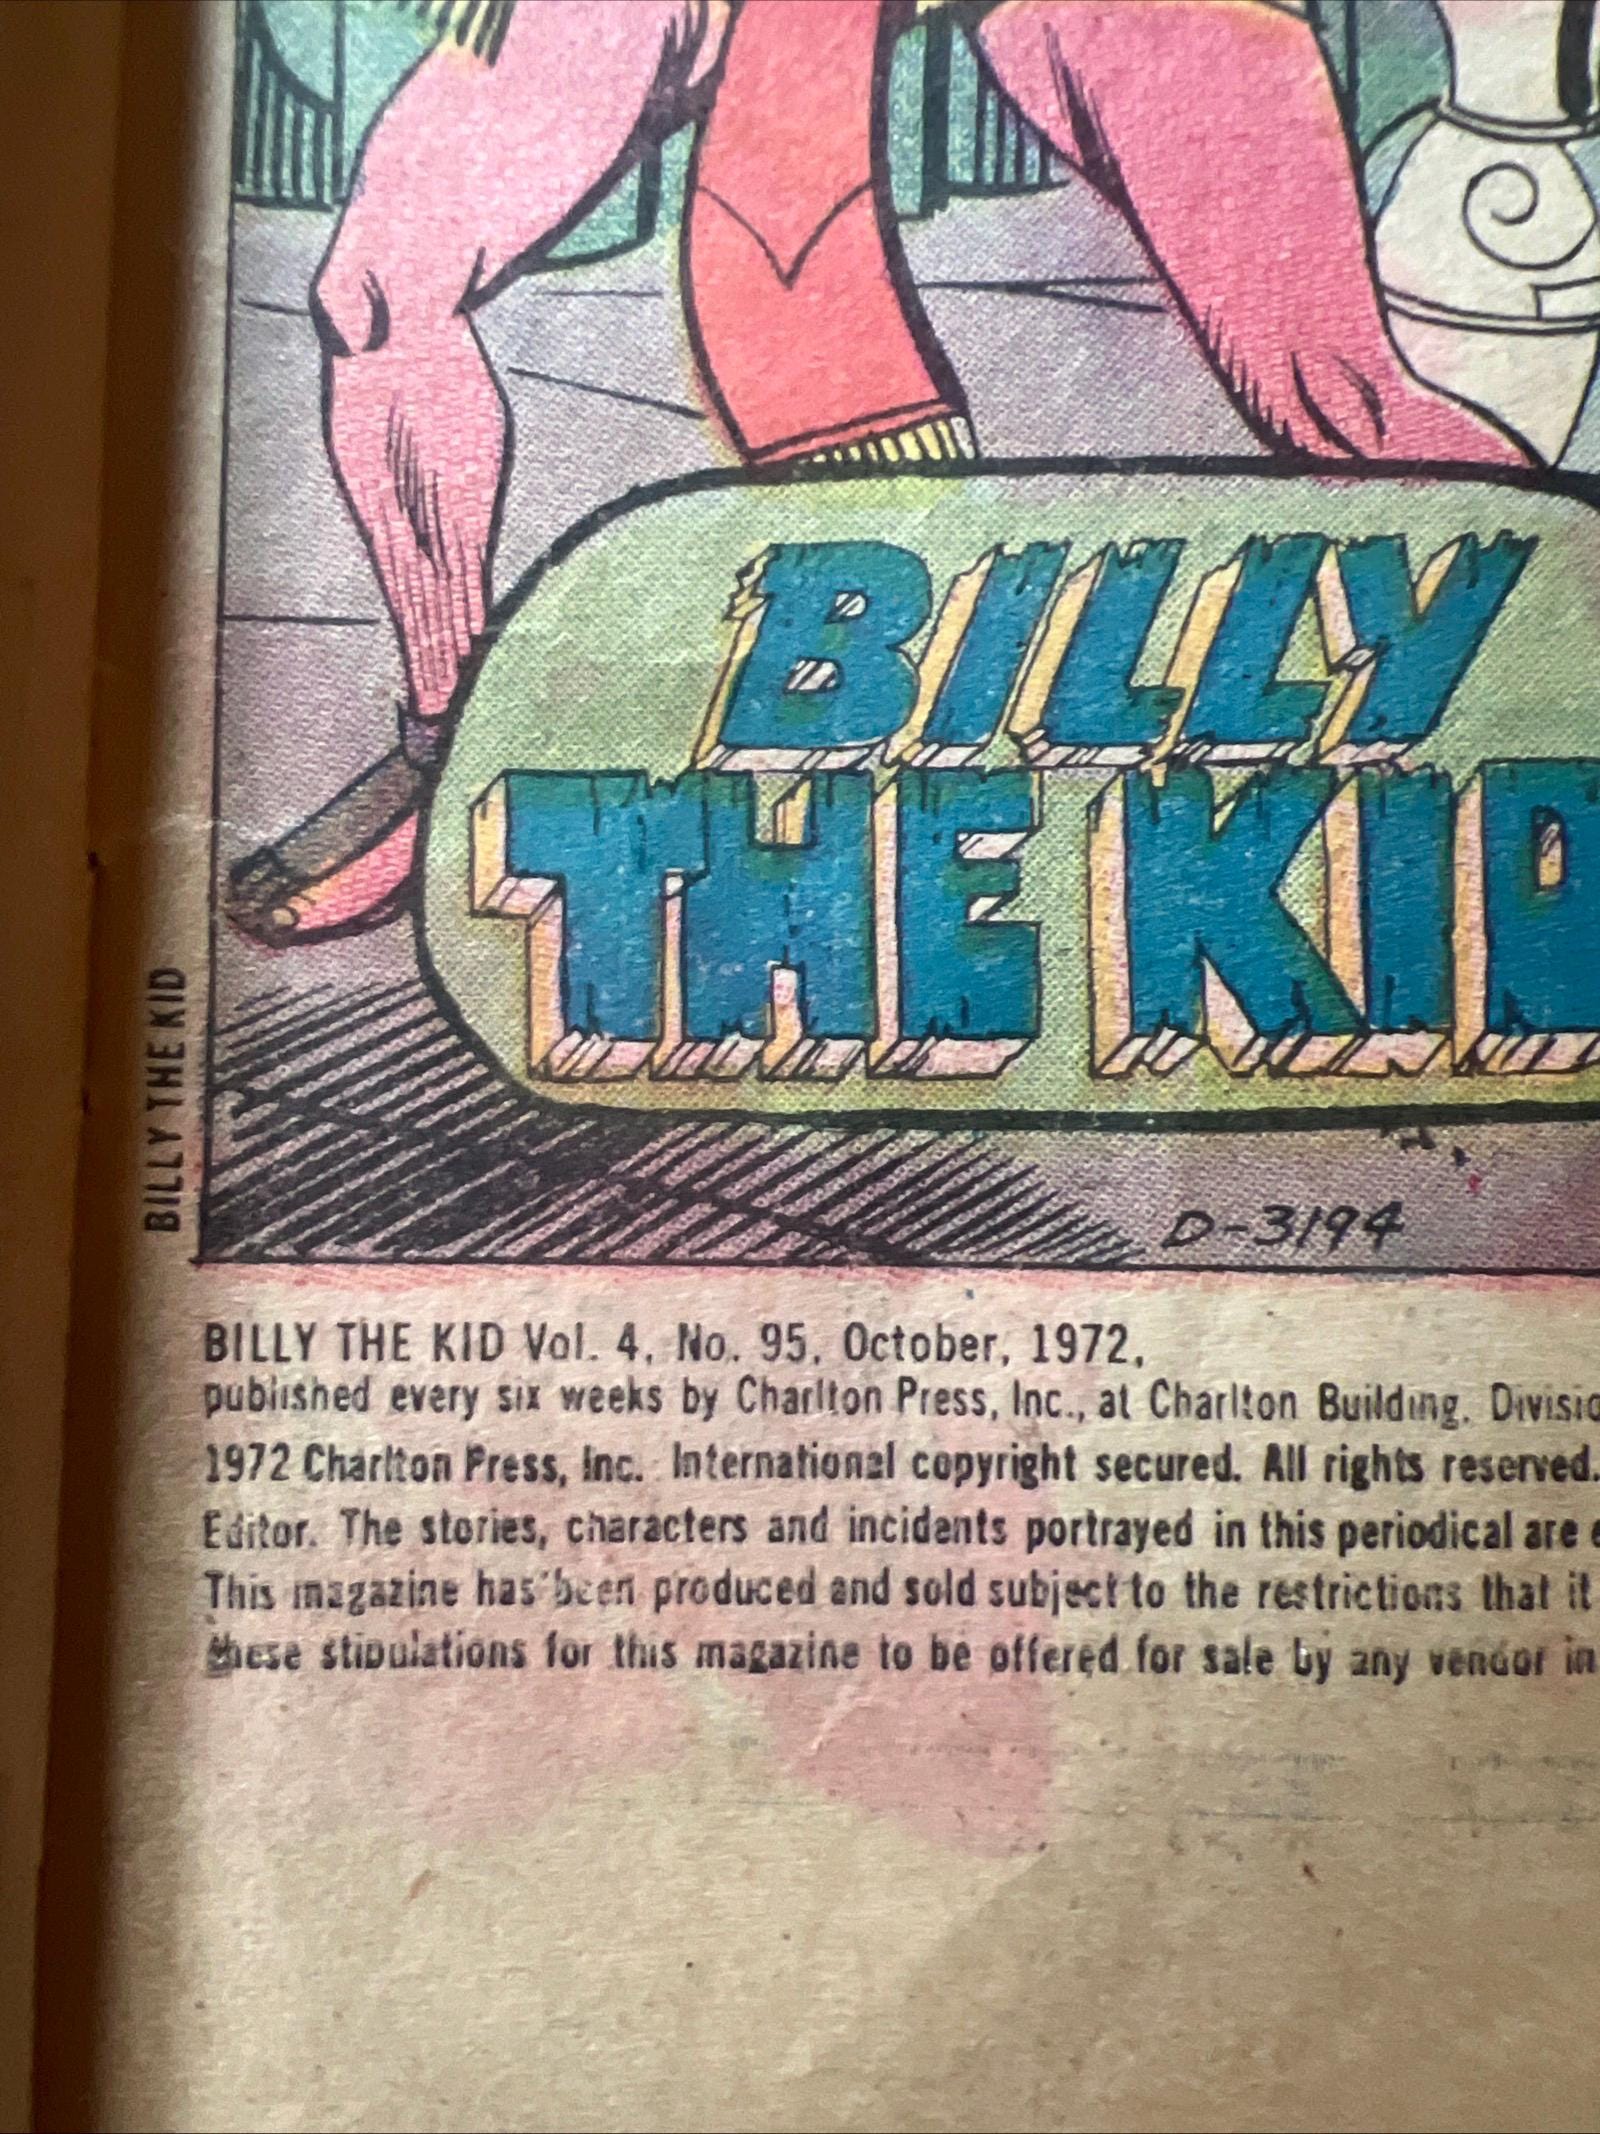 BILLY
THE KID
BILLY THE KID
D-3194
BILLY THE KID Vol. 4, No. 95, October, 1972,
published every six weeks by Charlton Press, Inc., at Charlton Building, Divisio
1972 Charlton Press, Inc. International copyright secured. All rights reserved.
Editor. The stories, characters and incidents portrayed in this periodical are e
This magazine has been produced and sold subject to the restrictions that it
these stipulations for this magazine to be offered for sale by any vendor in